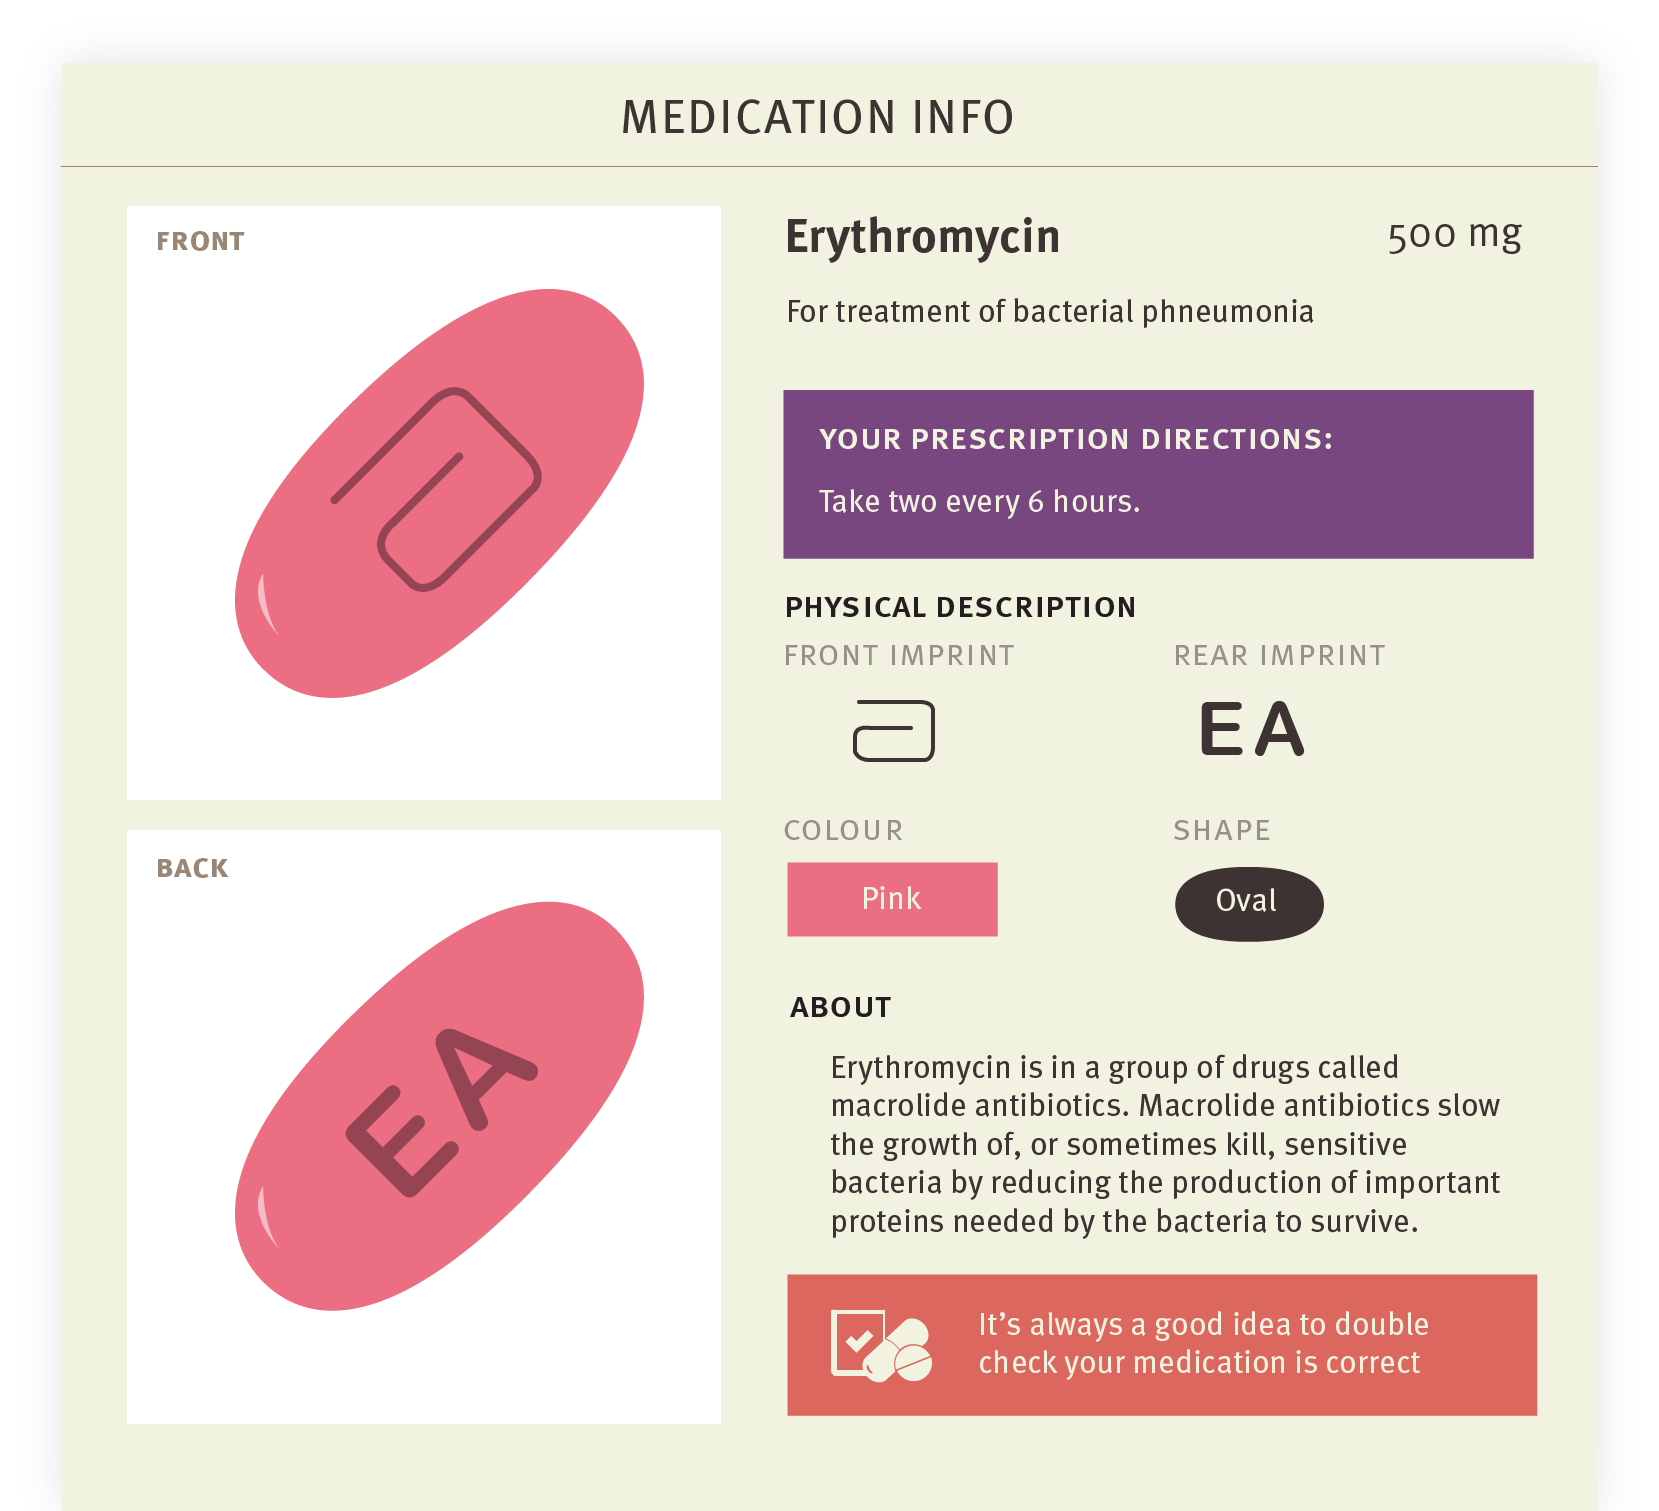 MEDICATION INFO
FRONT
Erythromycin
500 mg
For treatment of bacterial phneumonia
YOUR PRESCRIPTION DIRECTIONS:
Take two every 6 hours.
PHYSICAL DESCRIPTION
FRONT IMPRINT
REAR IMPRINT
a
EA
COLOUR
SHAPE
Pink
Oval
BACK
EA
ABOUT
Erythromycin is in a group of drugs called
macrolide antibiotics. Macrolide antibiotics slow
the growth of, or sometimes kill, sensitive
bacteria by reducing the production of important
proteins needed by the bacteria to survive.
It’s always a good idea to double
check your medication is correct